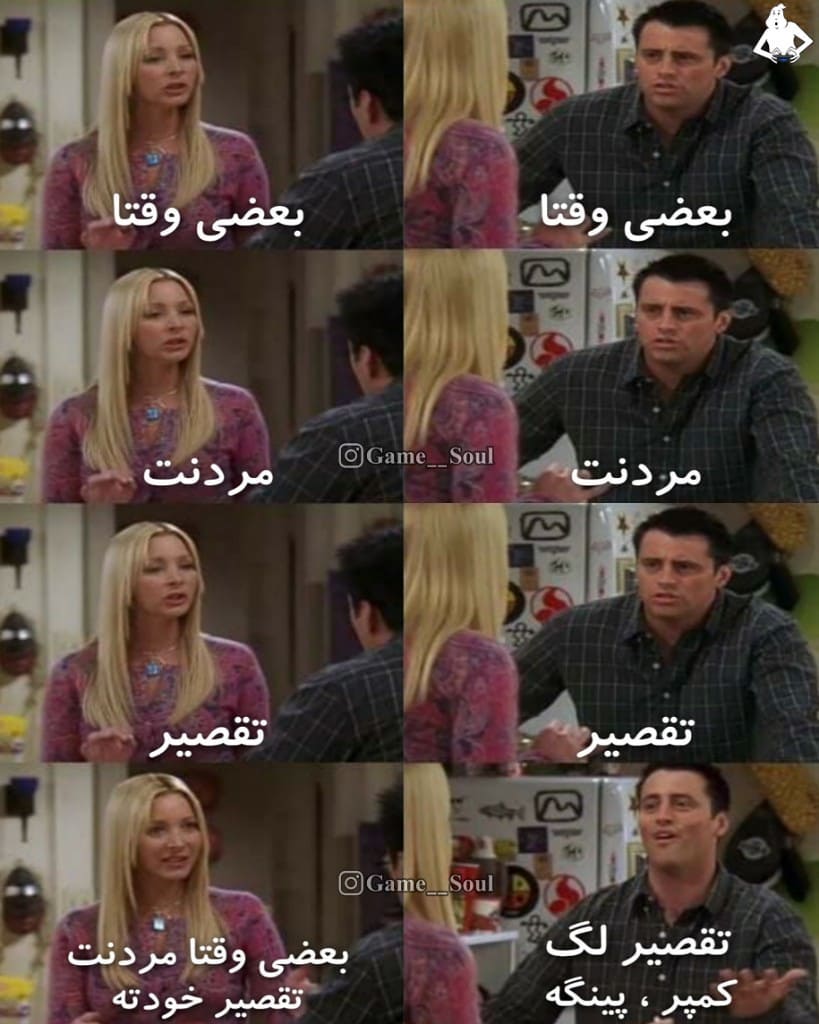 بعضی وقتا
بعضی وقتا
مردنت
مردنت
Game__Soul
تقصیر
تقصیر
بعضی وقتا مردنت
تقصیر خودته
Game__Soul
تقصیر لگ
کمپر ، پینگه